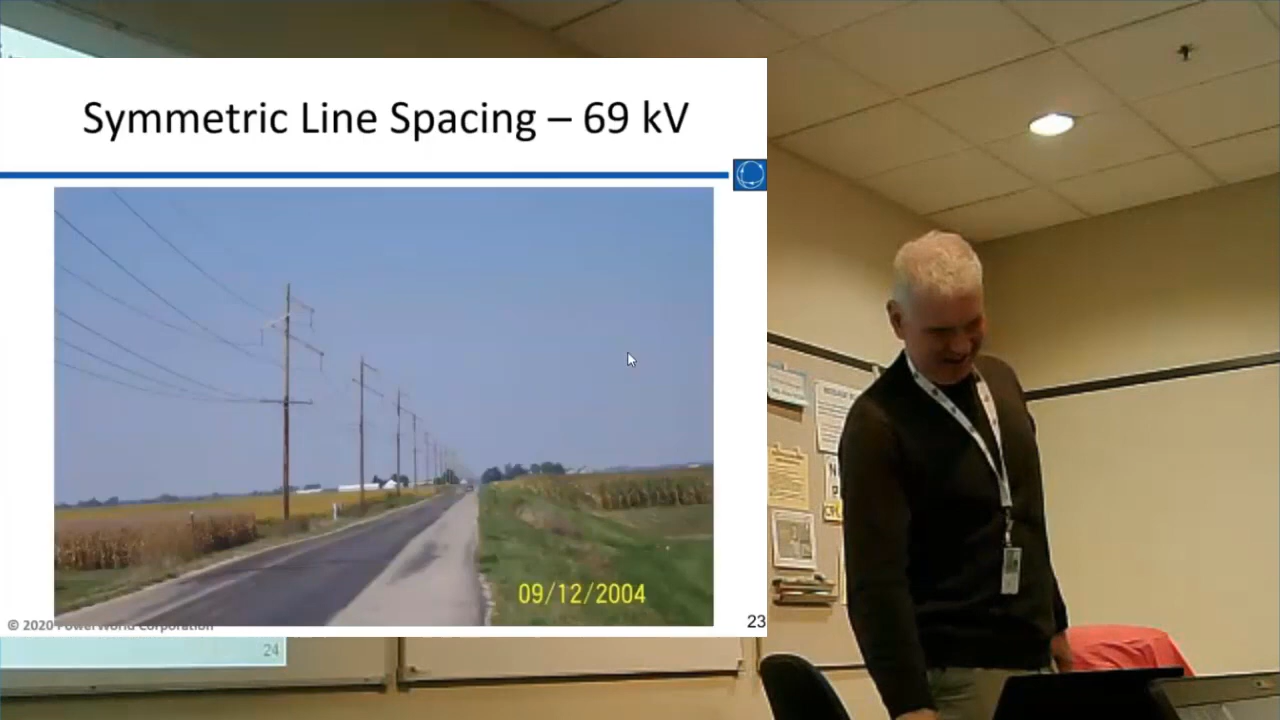 Symmetric Line Spacing – 69 kV
09/12/2004
© 2020 PowerWorld Corporation
23
24